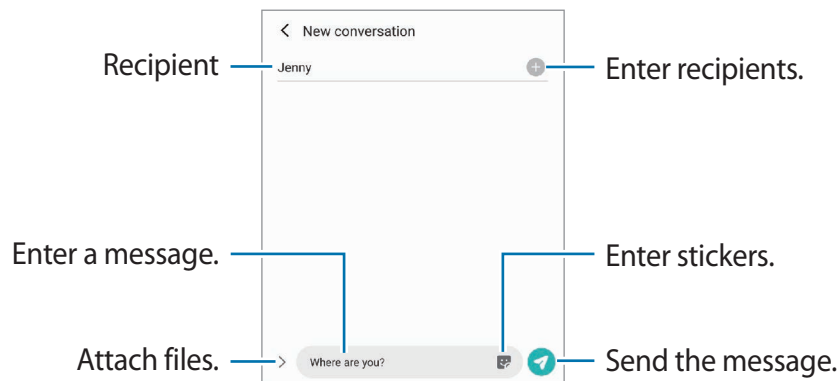 New conversation
Recipient
Jenny
Enter recipients.
Enter a message.
Enter stickers.
Attach files.
Where are you?
Send the message.